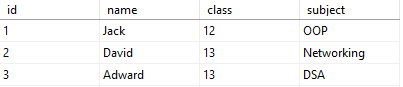 id name class subject
1 Jack 12 OOP
2 David 13 Networking
3 Adward 13 DSA